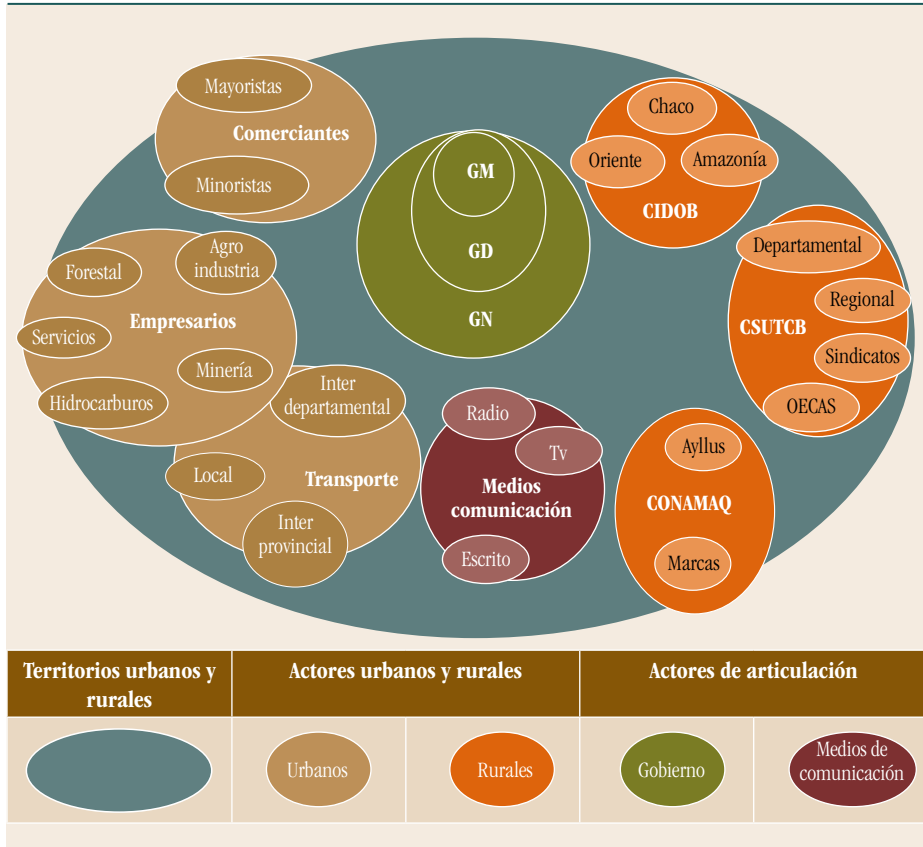 Mayoristas
Comerciantes
Minoristas
GM
GD
GN
Chaco
Oriente
Amazonía
CIDOB
Departamental
Regional
CSUTCB
Sindicatos
OECAS
Forestal
Agro
industria
Empresarios
Servicios
Minería
Hidrocarburos
Inter
departamental
Local
Transporte
Inter
provincial
Radio
Tv
Medios
comunicación
Escrito
Ayllus
CONAMAQ
Marcas
Territorios urbanos y
rurales
Actores urbanos y rurales
Actores de articulación
Urbanos
Rurales
Gobierno
Medios de
comunicación